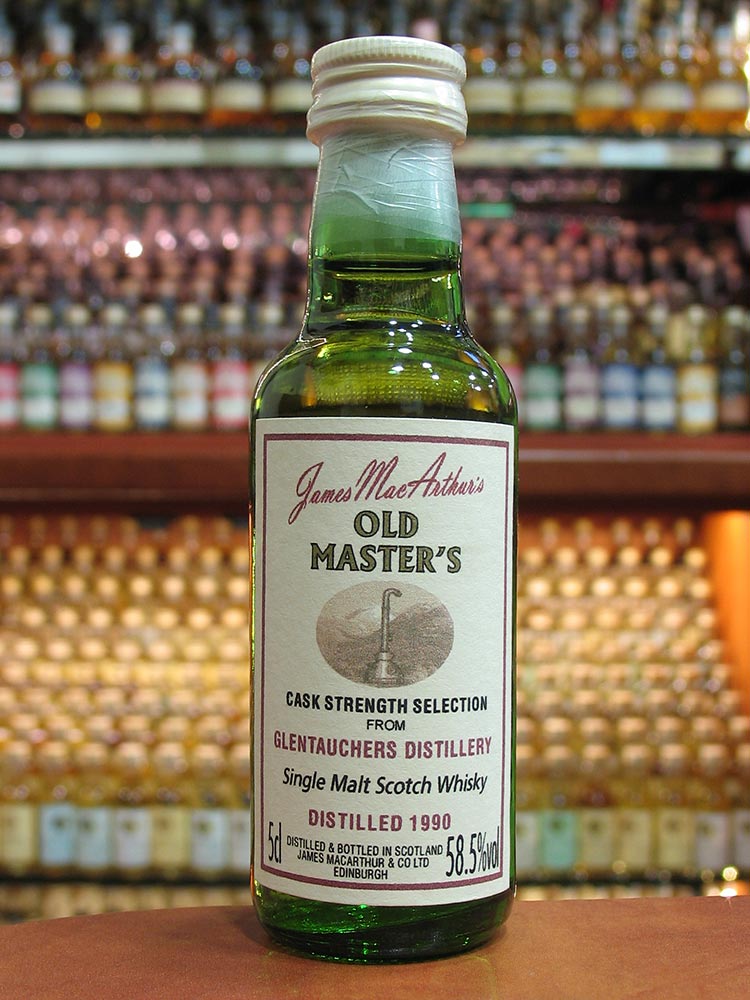 James MacArthur's
OLD
MASTER'S
CASK STRENGTH SELECTION
FROM
GLENTAUCHERS DISTILLERY
Single Malt Scotch Whisky
DISTILLED 1990
5cl DISTILLED & BOTTLED IN SCOTLAND 58.5%vol
JAMES MACARTHUR & CO LTD
EDINBURGH